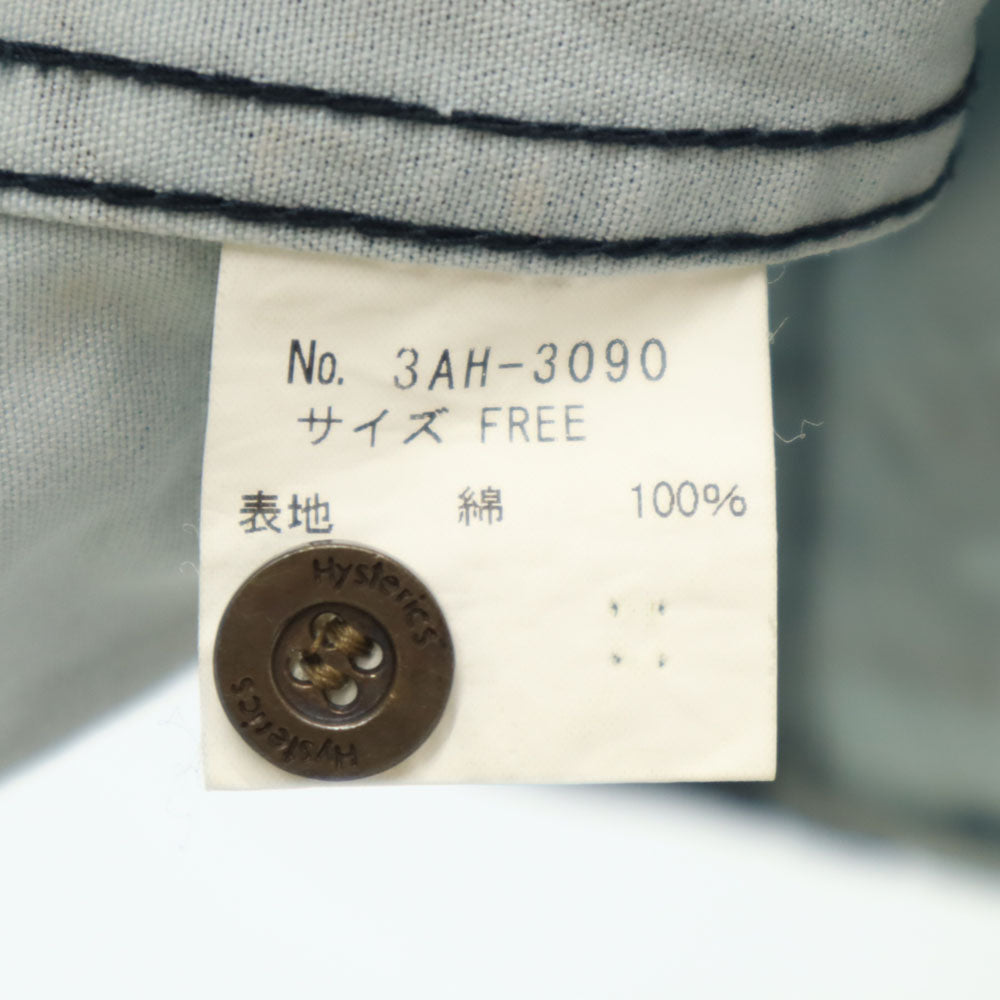 No. 3AH-3090
サイズ FREE
表地 綿 100%
Hysterics
Hysterics